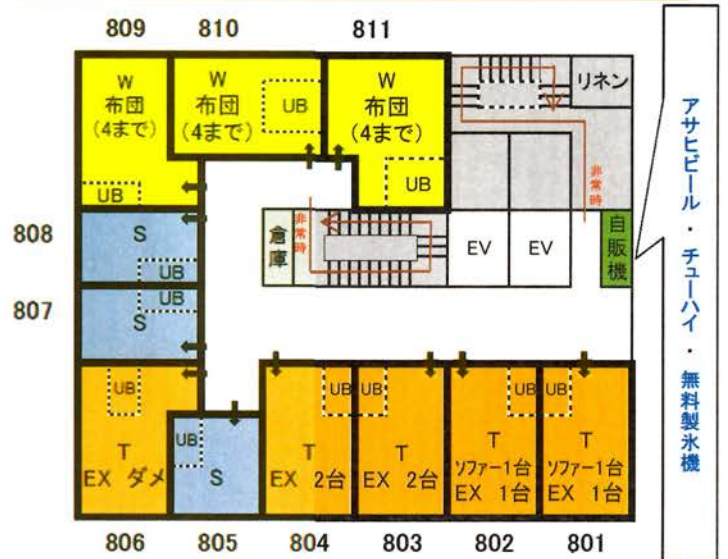 809 810 811
W
布団
(4まで)
UB
W
布団
(4まで)
UB
W
布団
(4まで)
UB
リネン
非常時
アサヒビール ・ チューハイ ・ 無料製氷機
808
S
UB
倉庫
非常時
EV
EV
自販機
807
UB
S
UB
T
EX ダメ
UB
S
UB
T
EX 2台
UB
T
EX 2台
UB
T
ソファー1台
EX 1台
UB
T
ソファー1台
EX 1台
806 805 804 803 802 801